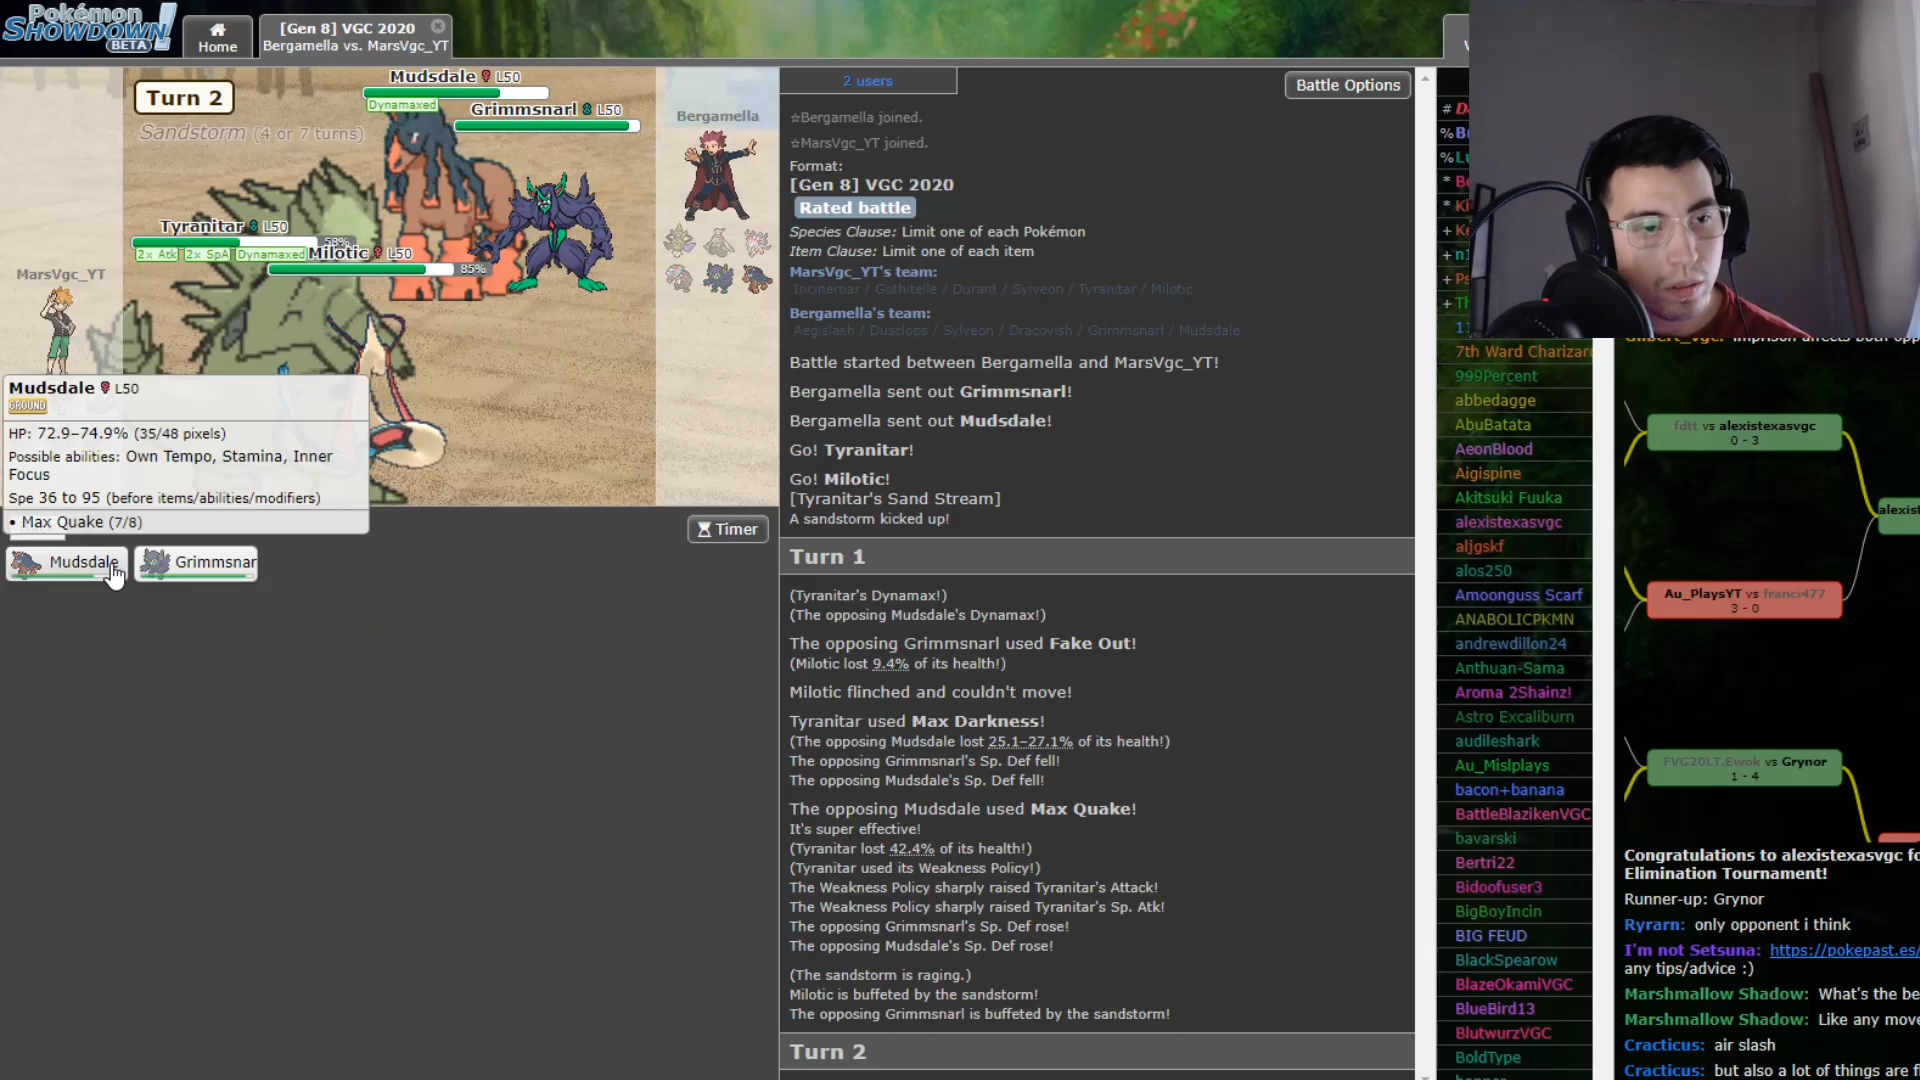 Pokémon
SHOWDOWN!
BETA
Home
[Gen 8] VGC 2020
Bergamella vs. MarsVgc_YT
Turn 2
Sandstorm (4 or 7 turns)
Mudsdale L50
Dynamaxed
Grimmsnarl L50
Tyranitar L50
58%
2× Atk 2× SpA Dynamaxed
Milotic L50
85%
MarsVgc_YT
Bergamella
Mudsdale L50
GROUND
HP: 72.9–74.9% (35/48 pixels)
Possible abilities: Own Tempo, Stamina, Inner
Focus
Spe 36 to 95 (before items/abilities/modifiers)
• Max Quake (7/8)
Timer
Mudsdale
Grimmsnar
2 users
Battle Options
☆Bergamella joined.
☆MarsVgc_YT joined.
Format:
[Gen 8] VGC 2020
Rated battle
Species Clause: Limit one of each Pokémon
Item Clause: Limit one of each item
MarsVgc_YT's team:
Incineroar / Gothitelle / Durant / Sylveon / Tyranitar / Milotic
Bergamella's team:
Aegislash / Dusclops / Sylveon / Dracovish / Grimmsnarl / Mudsdale
Battle started between Bergamella and MarsVgc_YT!
Bergamella sent out Grimmsnarl!
Bergamella sent out Mudsdale!
Go! Tyranitar!
Go! Milotic!
[Tyranitar's Sand Stream]
A sandstorm kicked up!
Turn 1
(Tyranitar's Dynamax!)
(The opposing Mudsdale's Dynamax!)
The opposing Grimmsnarl used Fake Out!
(Milotic lost 9.4% of its health!)
Milotic flinched and couldn't move!
Tyranitar used Max Darkness!
(The opposing Mudsdale lost 25.1–27.1% of its health!)
The opposing Grimmsnarl's Sp. Def fell!
The opposing Mudsdale's Sp. Def fell!
The opposing Mudsdale used Max Quake!
It's super effective!
(Tyranitar lost 42.4% of its health!)
(Tyranitar used its Weakness Policy!)
The Weakness Policy sharply raised Tyranitar's Attack!
The Weakness Policy sharply raised Tyranitar's Sp. Atk!
The opposing Grimmsnarl's Sp. Def rose!
The opposing Mudsdale's Sp. Def rose!
(The sandstorm is raging.)
Milotic is buffeted by the sandstorm!
The opposing Grimmsnarl is buffeted by the sandstorm!
Turn 2
7th Ward Charizard
999Percent
abbedagge
AbuBatata
AeonBlood
Aigispine
Akitsuki Fuuka
alexistexasvgc
aljgskf
alos250
Amoonguss Scarf
ANABOLICPKMN
andrewdillon24
Anthuan-Sama
Aroma 2Shainz!
Astro Excaliburn
audileshark
Au_Mislplays
bacon+banana
BattleBlazikenVGC
bavarski
Bertri22
Bidoofuser3
BigBoyIncin
BIG FEUD
BlackSpearow
BlazeOkamiVGC
BlueBird13
BlutwurzVGC
BoldType
fdtt vs alexistexasvgc
0 - 3
alexist
Au_PlaysYT vs franci477
3 - 0
FVG20LT.Ewok vs Grynor
1 - 4
Congratulations to alexistexasvgc fo
Elimination Tournament!
Runner-up: Grynor
Ryrarn: only opponent i think
I'm not Setsuna: https://pokepast.es/
any tips/advice :)
Marshmallow Shadow: What's the be
Marshmallow Shadow: Like any move
Cracticus: air slash
Cracticus: but also a lot of things are f